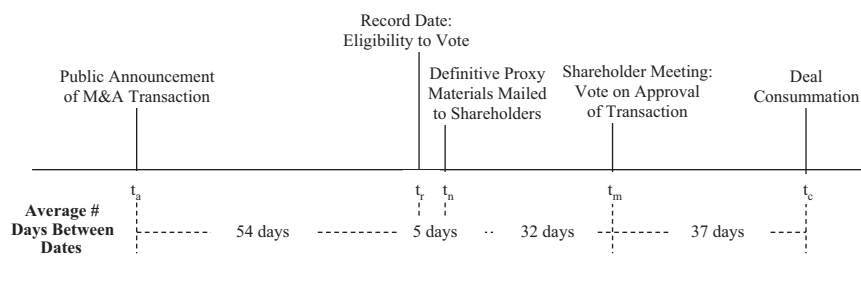 Record Date:
Eligibility to Vote
Public Announcement
of M&A Transaction
Definitive Proxy
Materials Mailed
to Shareholders
Shareholder Meeting:
Vote on Approval
of Transaction
Deal
Consummation
ta
tr
tn
tm
tc
Average #
Days Between
Dates
54 days
5 days
32 days
37 days